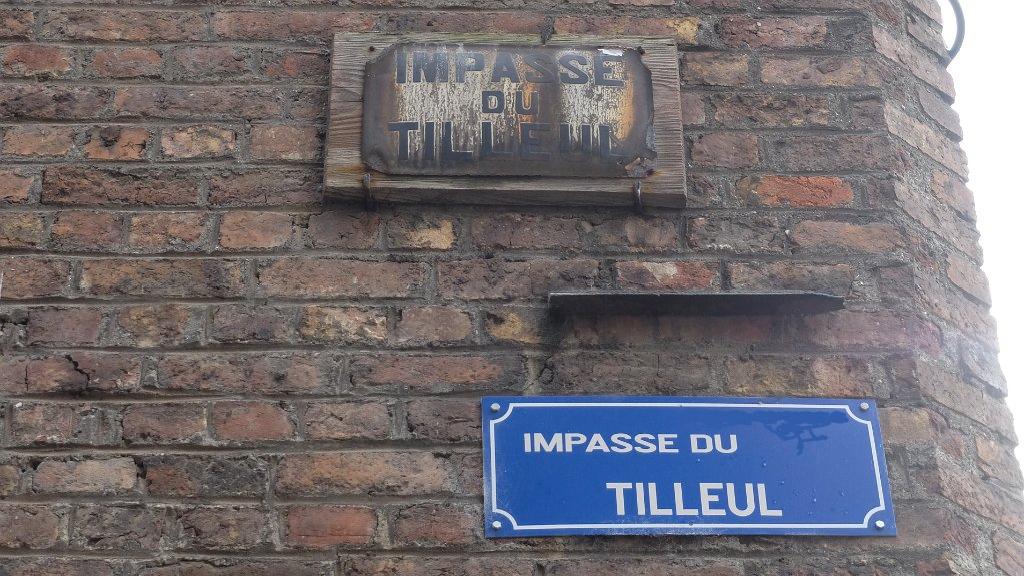 IMPASSE
DU
TILLEUL
IMPASSE DU
TILLEUL